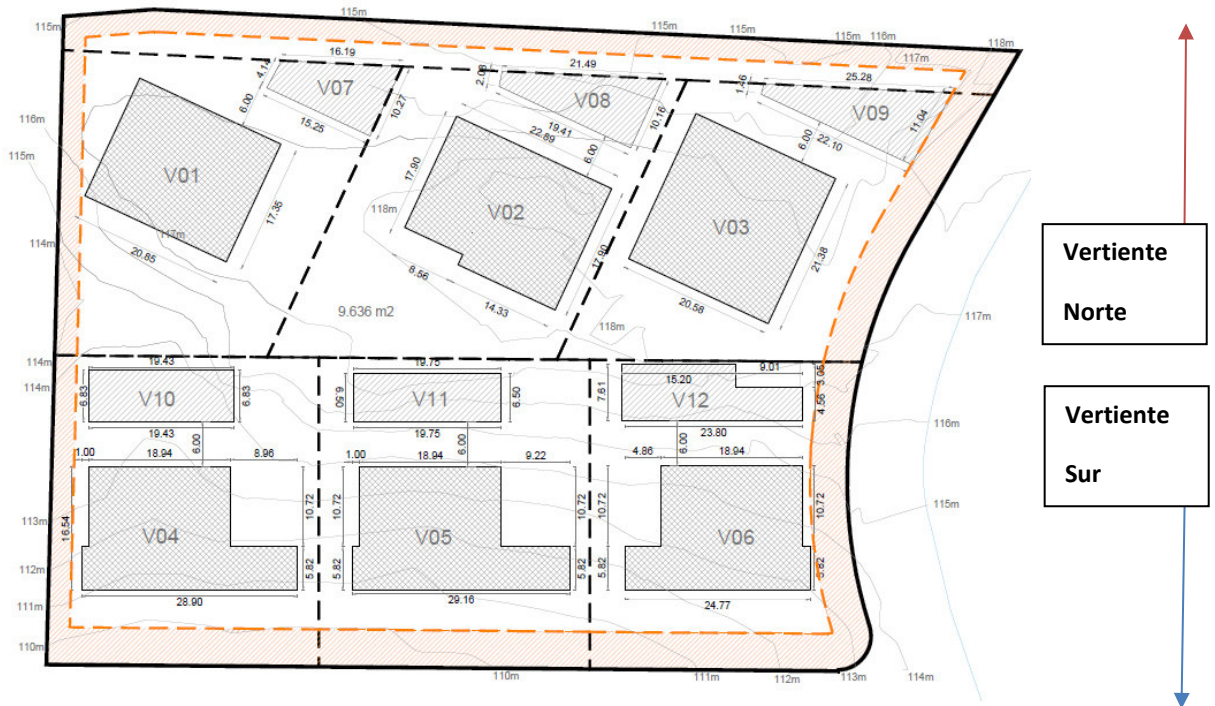 115m
115m
115m
115m
115m
116m
117m
118m
16.19
4.14
V07
6.00
15.25
10.27
21.49
2.08
V08
19.41
22.89
10.16
6.00
25.28
1.46
V09
11.04
22.10
6.00
116m
115m
V01
17.35
20.85
117m
17.90
V02
118m
17.90
8.56
14.33
V03
21.38
20.58
114m
9.636 m2
118m
117m
Vertiente
Norte
114m
114m
19.43
6.83
V10
6.83
19.43
19.75
6.50
V11
6.50
19.75
9.01
3.05
15.20
7.61
V12
4.56
23.80
116m
Vertiente
Sur
6.00
6.00
6.00
1.00
18.94
8.96
1.00
18.94
9.22
4.86
18.94
115m
113m
16.54
V04
10.72
10.72
V05
10.72
10.72
V06
10.72
5.82
5.82
5.82
5.82
5.82
112m
111m
28.90
29.16
24.77
110m
110m
111m
112m
113m
114m